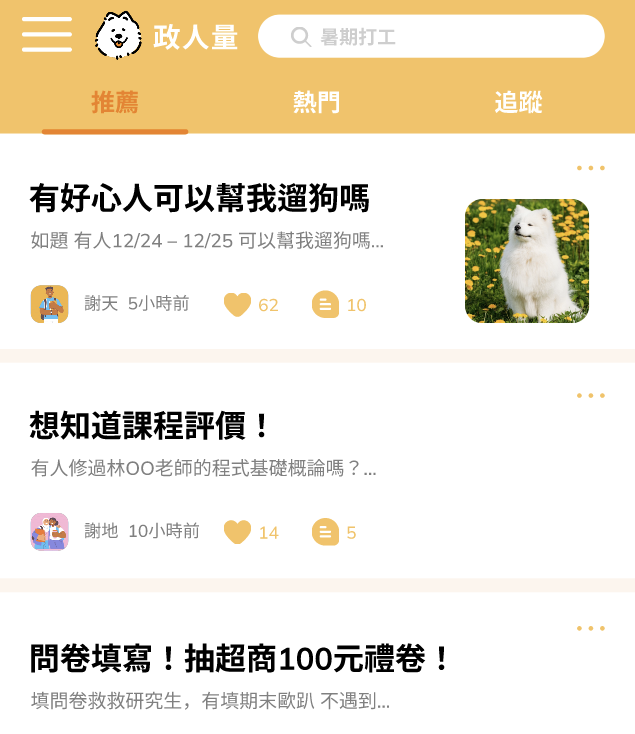 政人量
暑期打工
推薦 熱門 追蹤
有好心人可以幫我遛狗嗎
如題 有人12/24 – 12/25 可以幫我遛狗嗎...
謝天 5小時前 62 10
想知道課程評價！
有人修過林OO老師的程式基礎概論嗎？...
謝地 10小時前 14 5
問卷填寫！抽超商100元禮卷！
填問卷救救研究生，有填期末歐趴 不遇到...